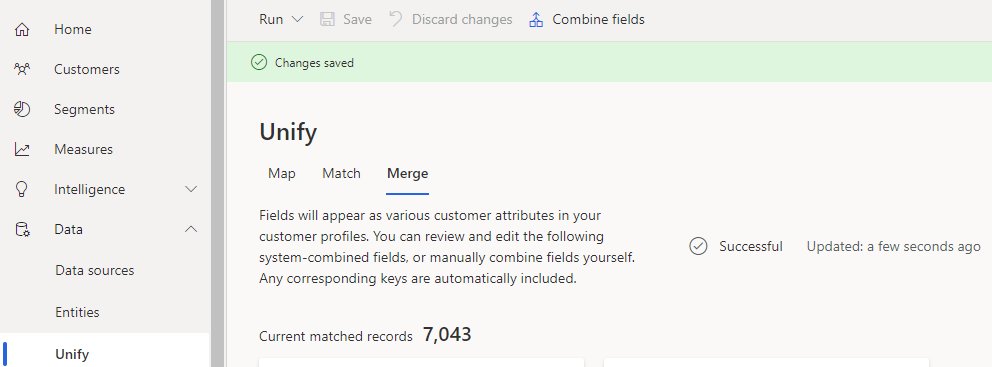 Home
Customers
Segments
Measures
Intelligence
Data
Data sources
Entities
Unify
Run
Save
Discard changes
Combine fields
Changes saved
Unify
Map
Match
Merge
Fields will appear as various customer attributes in your
customer profiles. You can review and edit the following
system-combined fields, or manually combine fields yourself.
Any corresponding keys are automatically included.
Successful
Updated: a few seconds ago
Current matched records 7,043